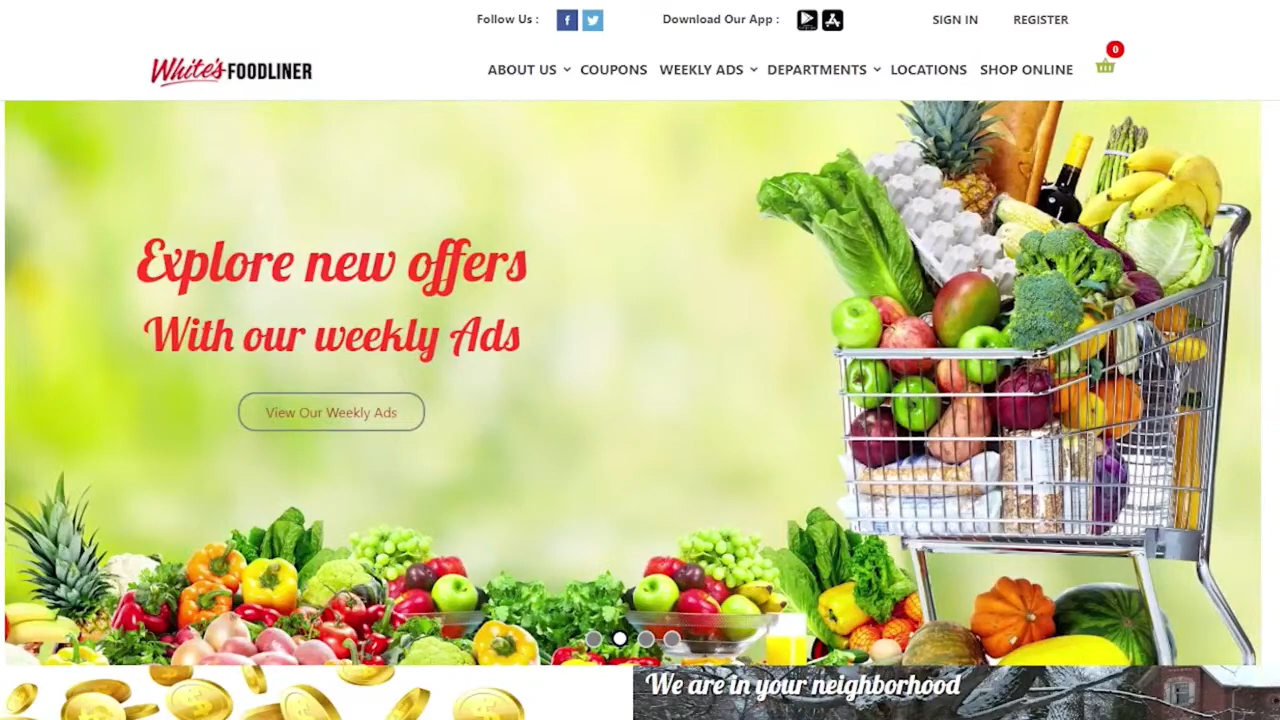 Follow Us :
Download Our App :
SIGN IN
REGISTER
White's FOODLINER
ABOUT US
COUPONS
WEEKLY ADS
DEPARTMENTS
LOCATIONS
SHOP ONLINE
0
Explore new offers
With our weekly Ads
View Our Weekly Ads
We are in your neighborhood